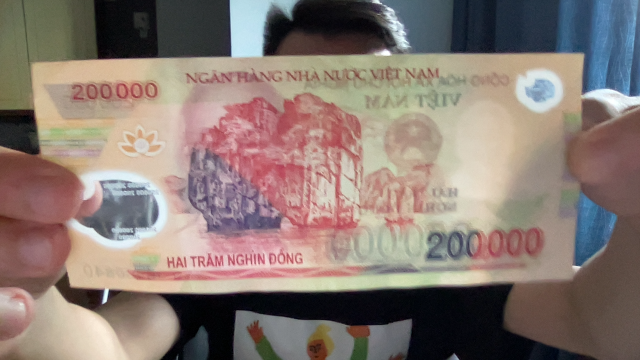 NGÂN HÀNG NHÀ NƯỚC VIỆT NAM
200000
VIỆT NAM
200000
HAI TRĂM NGHÌN ĐỒNG